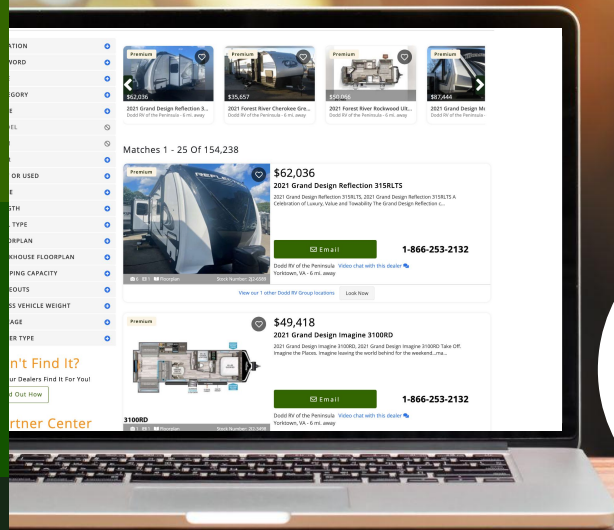 ATION
WORD
EGORY
DEL
OR USED
GTH
TYPE
ORPLAN
KHOUSE FLOORPLAN
PING CAPACITY
EOUTS
SS VEHICLE WEIGHT
AGE
ER TYPE
n't Find It?
ur Dealers Find It For You!
d Out How
rtner Center
Premium
$62,036
2021 Grand Design Reflection 3...
Dodd RV of the Peninsula - 6 mi. away
Premium
$35,657
2021 Forest River Cherokee Gre...
Dodd RV of the Peninsula - 6 mi. away
Premium
$50,066
2021 Forest River Rockwood Ult...
Dodd RV of the Peninsula - 6 mi. away
Premium
$87,444
2021 Grand Design M
Dodd RV of the Peninsula -
Matches 1 - 25 Of 154,238
Premium
REFLE
$62,036
2021 Grand Design Reflection 315RLTS
2021 Grand Design Reflection 315RLTS, 2021 Grand Design Reflection 315RLTS A
Celebration of Luxury, Value and Towability The Grand Design Reflection c...
Email
1-866-253-2132
Dodd RV of the Peninsula Video chat with this dealer
Yorktown, VA - 6 mi. away
Floorplan
Stock Number:
View our 1 other Dodd RV Group locations Look Now
Premium
$49,418
2021 Grand Design Imagine 3100RD
2021 Grand Design Imagine 3100RD, 2021 Grand Design Imagine 3100RD Take Off.
Imagine the Places. Imagine leaving the world behind for the weekend...ma...
Email
1-866-253-2132
Dodd RV of the Peninsula Video chat with this dealer
Yorktown, VA - 6 mi. away
3100RD
Floorplan
Stock Number: